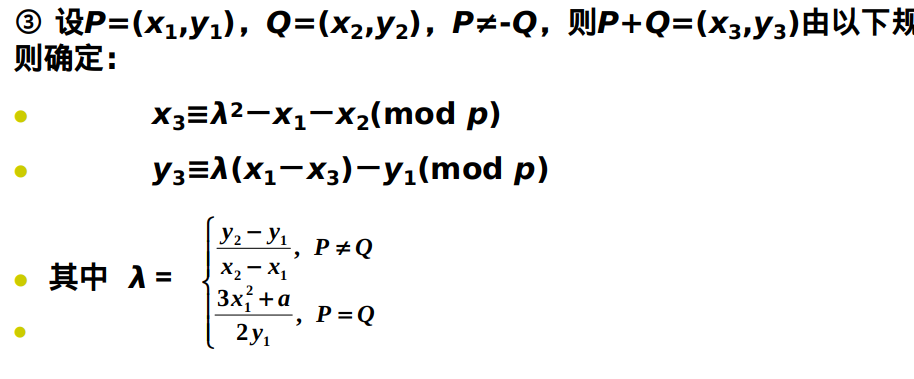 ③ 设P=(x₁,y₁)，Q=(x₂,y₂)，P≠-Q，则P+Q=(x₃,y₃)由以下规
则确定：
x₃≡λ²－x₁－x₂(mod p)
y₃≡λ(x₁－x₃)－y₁(mod p)
其中 λ = { (y₂－y₁)/(x₂－x₁), P≠Q
(3x₁²+a)/(2y₁), P=Q